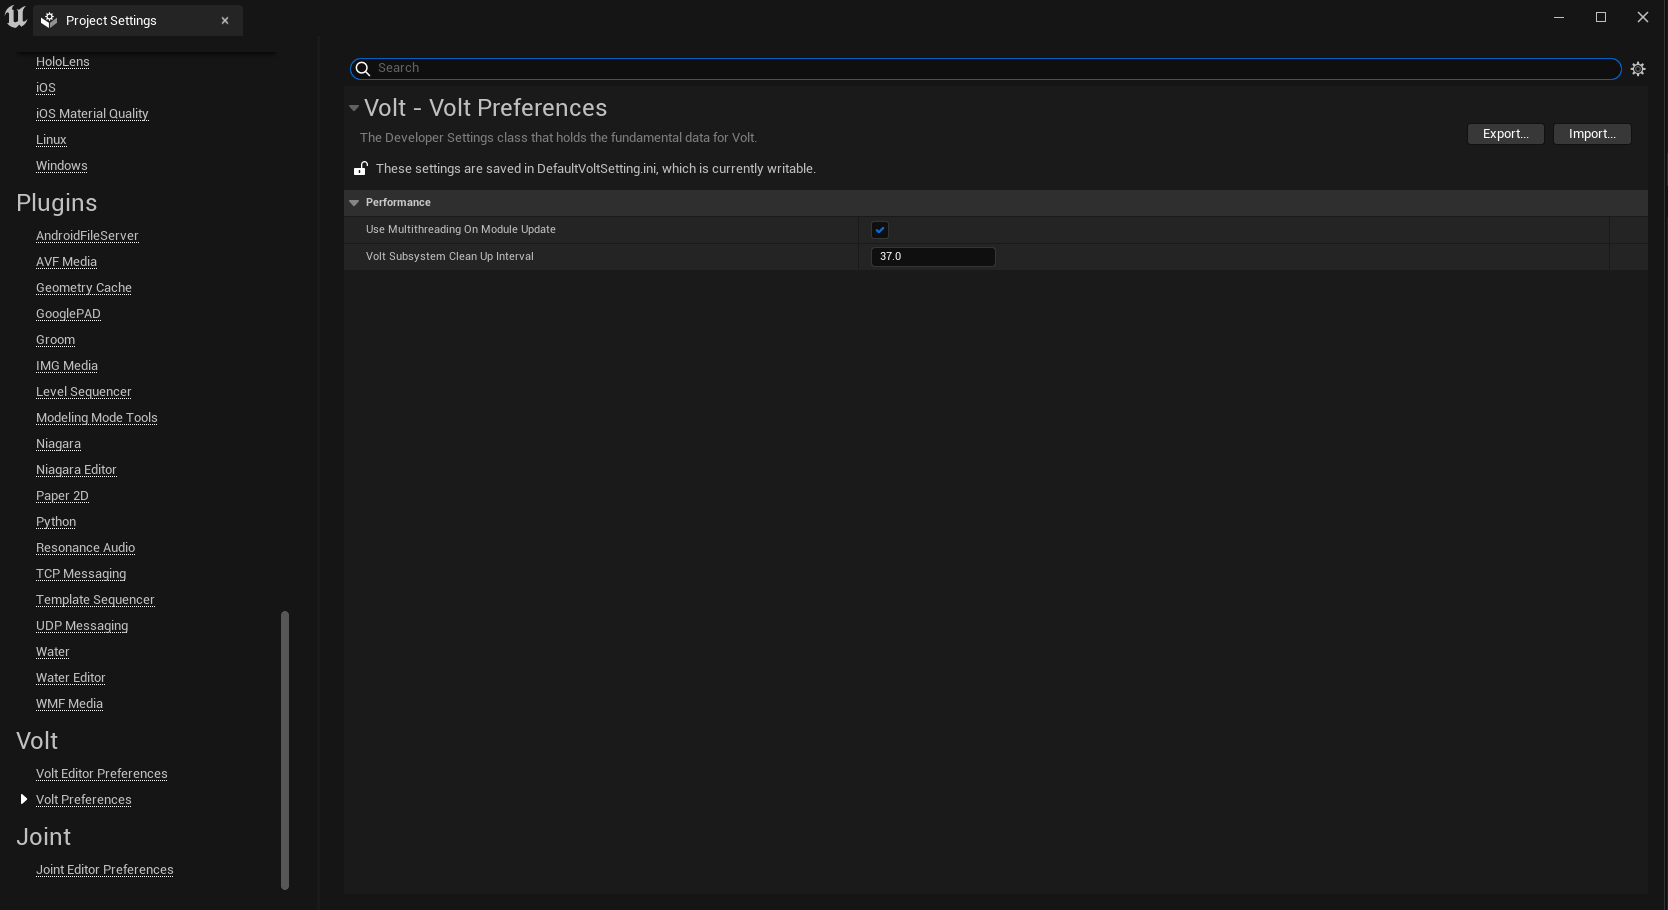 Project Settings
HoloLens
iOS
iOS Material Quality
Linux
Windows
Plugins
AndroidFileServer
AVF Media
Geometry Cache
GooglePAD
Groom
IMG Media
Level Sequencer
Modeling Mode Tools
Niagara
Niagara Editor
Paper 2D
Python
Resonance Audio
TCP Messaging
Template Sequencer
UDP Messaging
Water
Water Editor
WMF Media
Volt
Volt Editor Preferences
Volt Preferences
Joint
Joint Editor Preferences
Search
Volt - Volt Preferences
The Developer Settings class that holds the fundamental data for Volt.
Export... Import...
These settings are saved in DefaultVoltSetting.ini, which is currently writable.
Performance
Use Multithreading On Module Update
Volt Subsystem Clean Up Interval 37.0